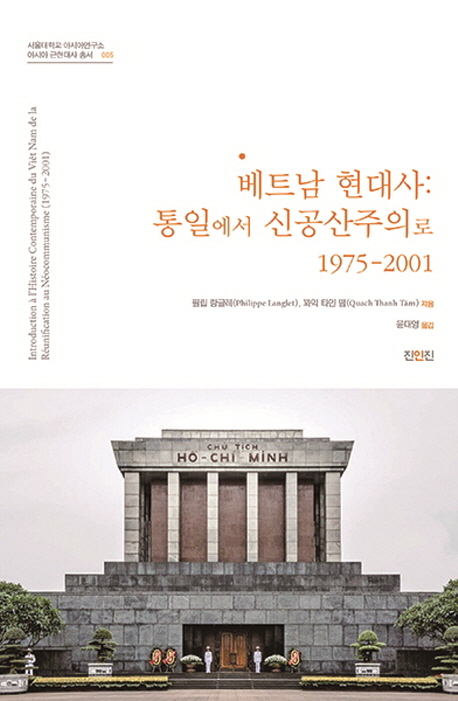 서울대학교 아시아연구소
아시아 근현대사 총서 005
Introduction à l'Histoire Contemporaine du Việt Nam de la
Réunification au Néocommunisme (1975-2001)
베트남 현대사:
통일에서 신공산주의로
1975-2001
필립 랑글레(Philippe Langlet), 꽈익 타인 떰(Quach Thanh Tâm) 지음
윤대영 옮김
진인진
CHỦ TỊCH
HỒ-CHÍ-MINH